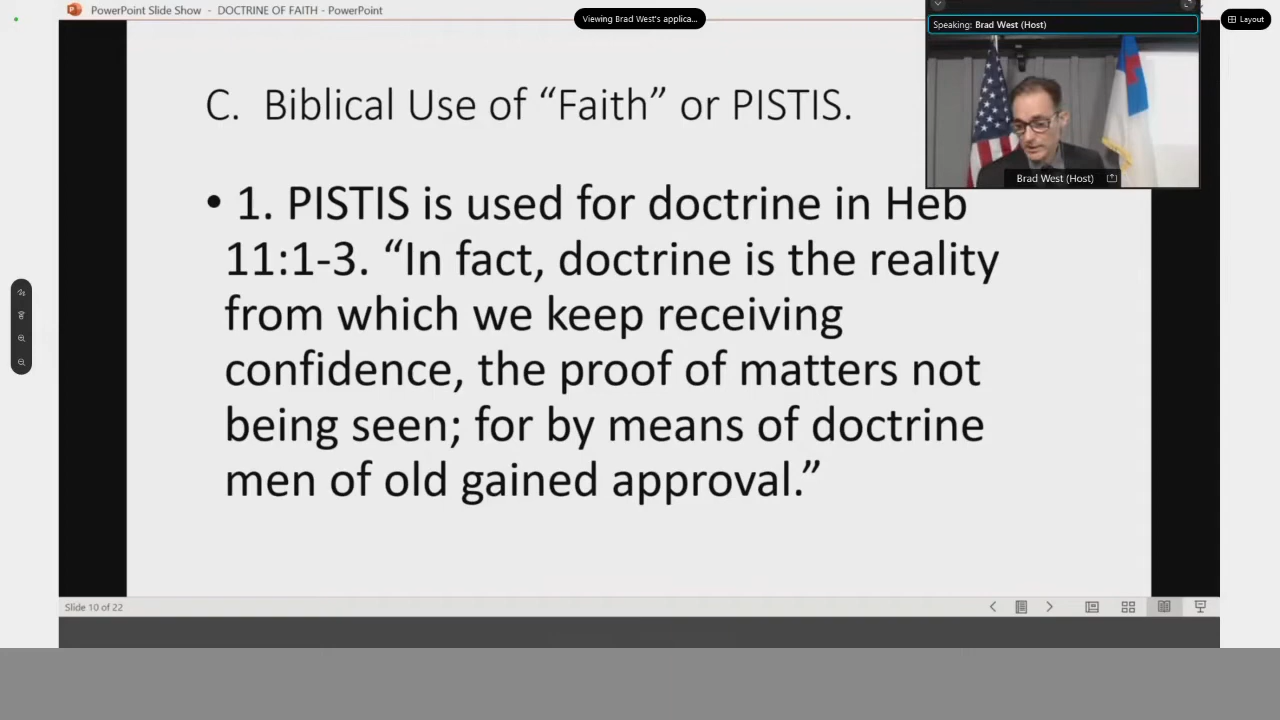 PowerPoint Slide Show - DOCTRINE OF FAITH - PowerPoint
Viewing Brad West's applica...
Speaking: Brad West (Host)
Layout
Brad West (Host)
C. Biblical Use of “Faith” or PISTIS.
• 1. PISTIS is used for doctrine in Heb
11:1-3. “In fact, doctrine is the reality
from which we keep receiving
confidence, the proof of matters not
being seen; for by means of doctrine
men of old gained approval.”
Slide 10 of 22